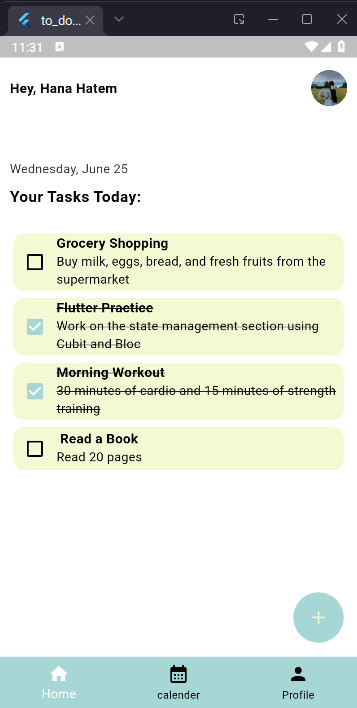 to_do...
11:31
A
Hey, Hana Hatem
Wednesday, June 25
Your Tasks Today:
Grocery Shopping
Buy milk, eggs, bread, and fresh fruits from the
supermarket
Flutter Practice
Work on the state management section using
Cubit and Bloc
Morning Workout
30 minutes of cardio and 15 minutes of strength
training
Read a Book
Read 20 pages
+
Home
calender
Profile